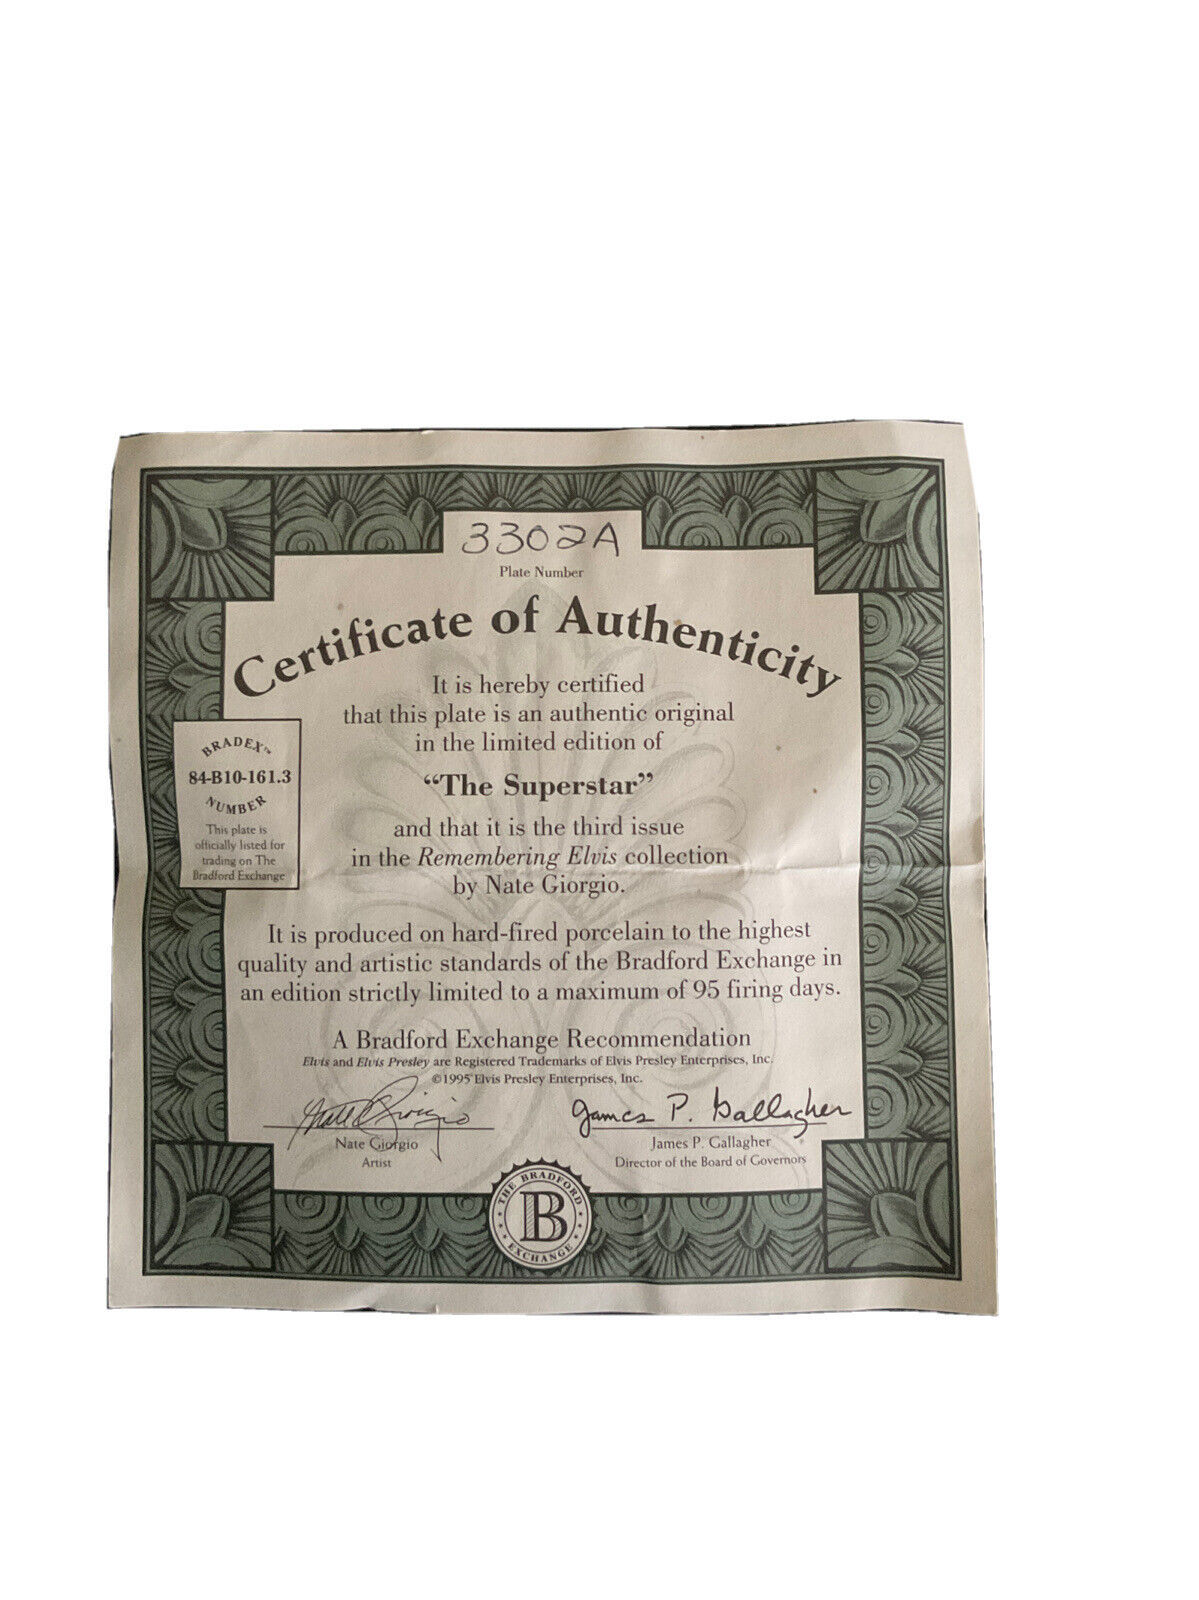 3302A
Plate Number
Certificate of Authenticity
It is hereby certified
that this plate is an authentic original
in the limited edition of
“The Superstar”
and that it is the third issue
in the Remembering Elvis collection
by Nate Giorgio.
BRADEX™
84-B10-161.3
NUMBER
This plate is
officially listed for
trading on The
Bradford Exchange
It is produced on hard-fired porcelain to the highest
quality and artistic standards of the Bradford Exchange in
an edition strictly limited to a maximum of 95 firing days.
A Bradford Exchange Recommendation
Elvis and Elvis Presley are Registered Trademarks of Elvis Presley Enterprises, Inc.
©1995 Elvis Presley Enterprises, Inc.
Nate Giorgio
James P. Gallagher
Nate Giorgio
Artist
James P. Gallagher
Director of the Board of Governors
THE BRADFORD
B
EXCHANGE